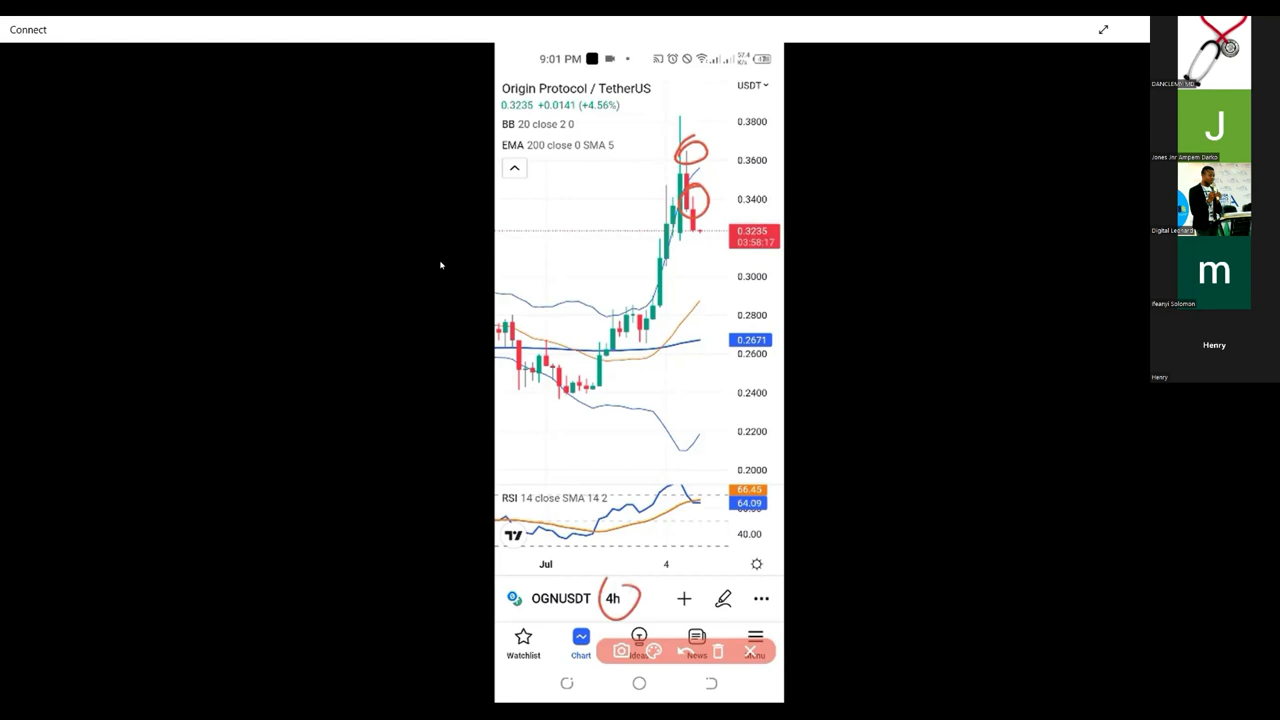 Connect
9:01 PM
57.4
K/s
Origin Protocol / TetherUS
USDT
0.3235 +0.0141 (+4.56%)
BB 20 close 2 0
EMA 200 close 0 SMA 5
0.3800
0.3600
0.3400
0.3235
03:58:17
0.3000
0.2800
0.2671
0.2600
0.2400
0.2200
0.2000
RSI 14 close SMA 14 2
66.45
64.09
40.00
Jul
4
OGNUSDT
4h
Watchlist
Chart
Ideas
News
Menu
DANCLEMY MD
J
Jones Jnr Ampem Darko
Digital Leonard
m
Ifeanyi Solomon
Henry
Henry